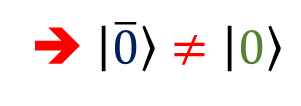 ➔ |0̅⟩ ≠ |0⟩